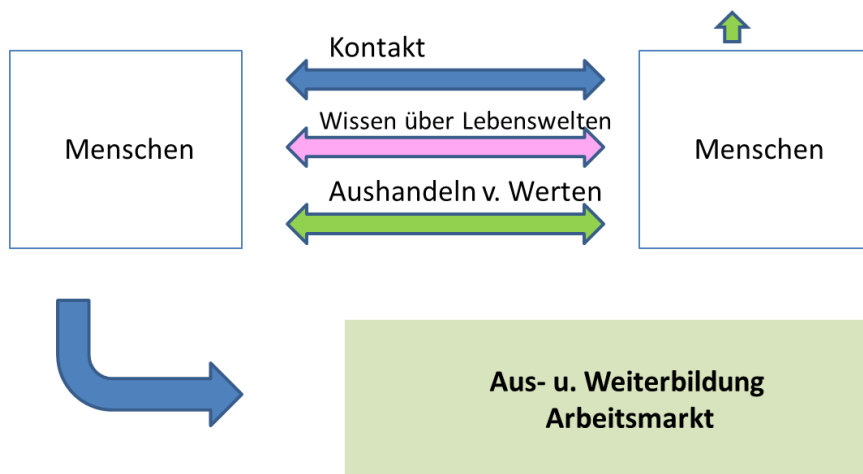 Kontakt
Menschen
Wissen über Lebenswelten
Menschen
Aushandeln v. Werten
Aus- u. Weiterbildung
Arbeitsmarkt